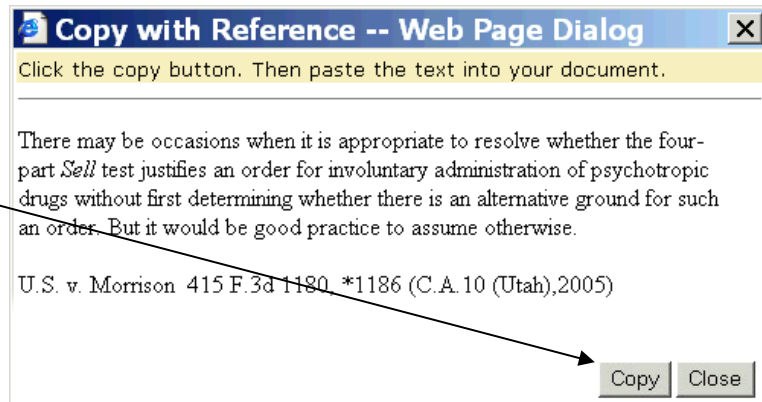 Copy with Reference -- Web Page Dialog
Click the copy button. Then paste the text into your document.
There may be occasions when it is appropriate to resolve whether the four-
part Sell test justifies an order for involuntary administration of psychotropic
drugs without first determining whether there is an alternative ground for such
an order. But it would be good practice to assume otherwise.
U.S. v. Morrison 415 F.3d 1180, *1186 (C.A.10 (Utah),2005)
Copy Close